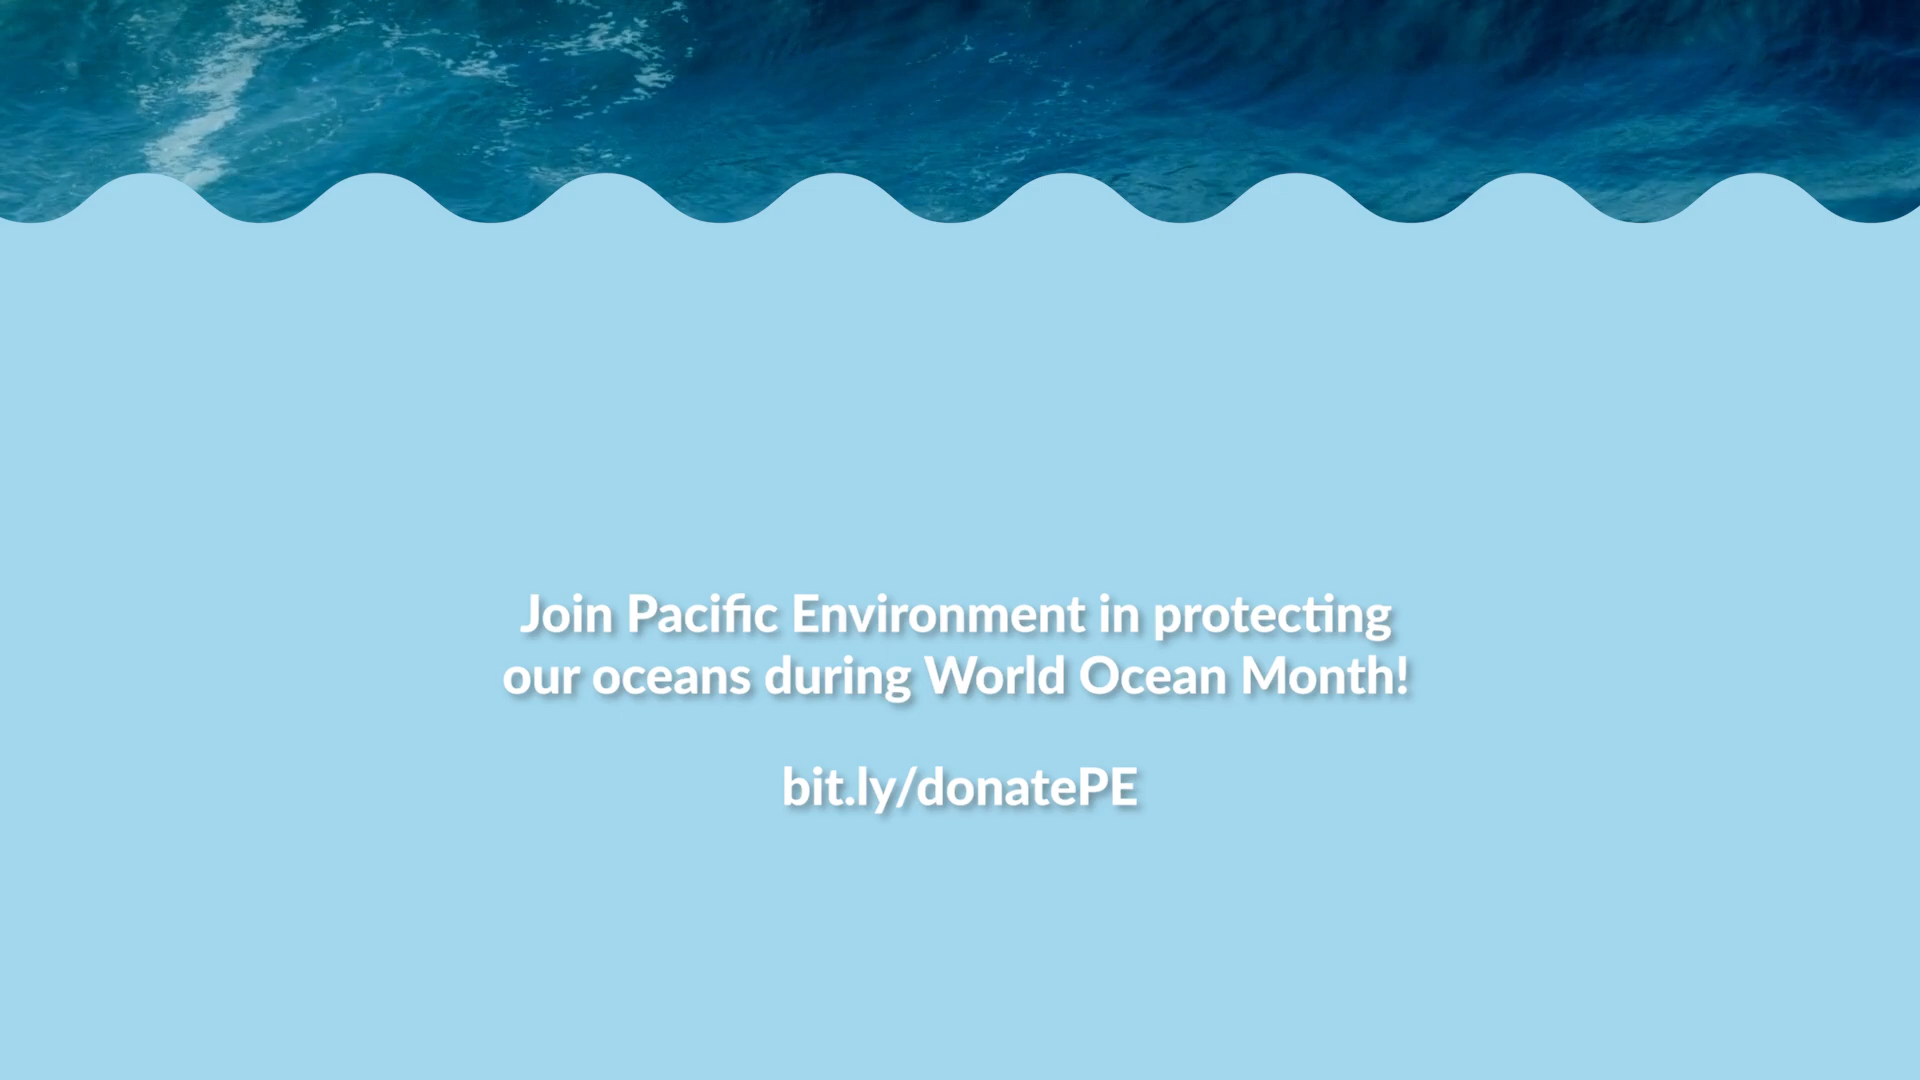 Join Pacific Environment in protecting
our oceans during World Ocean Month!
bit.ly/donatePE